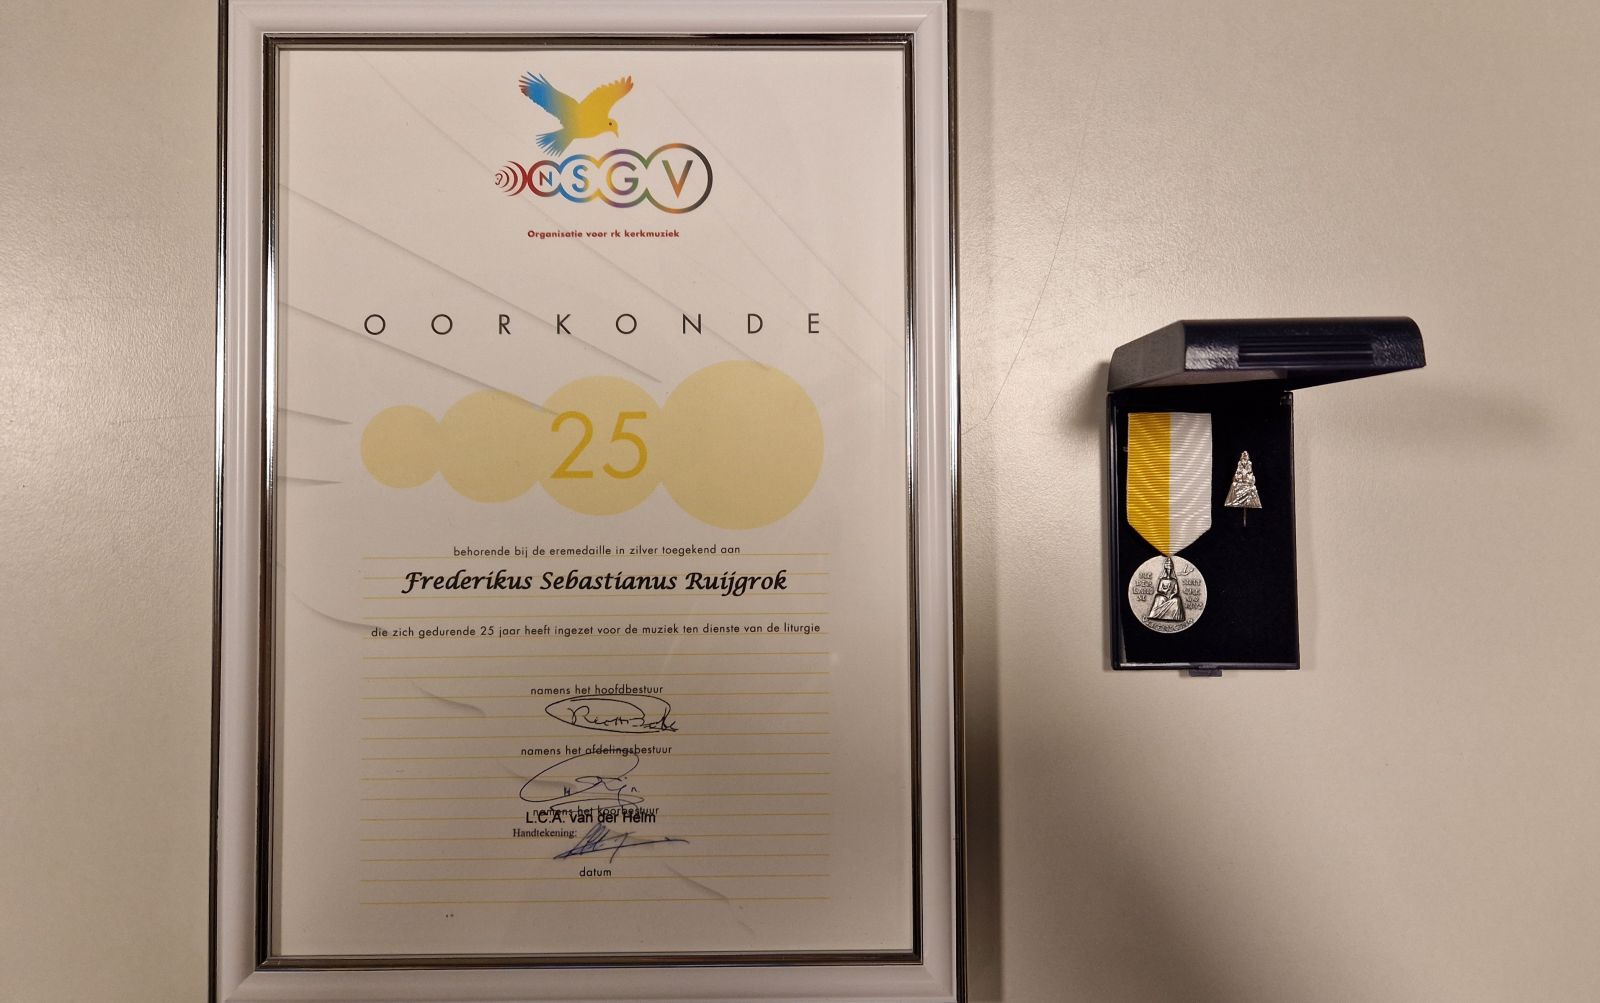 NSGV
Organisatie voor rk kerkmuziek
OORKONDE
25
behorende bij de eremedaille in zilver toegekend aan
Frederikus Sebastianus Ruijgrok
die zich gedurende 25 jaar heeft ingezet voor de muziek ten dienste van de liturgie
namens het hoofdbestuur
namens het afdelingsbestuur
namens het koorbestuur
L.C.A. van der Helm
Handtekening:
datum